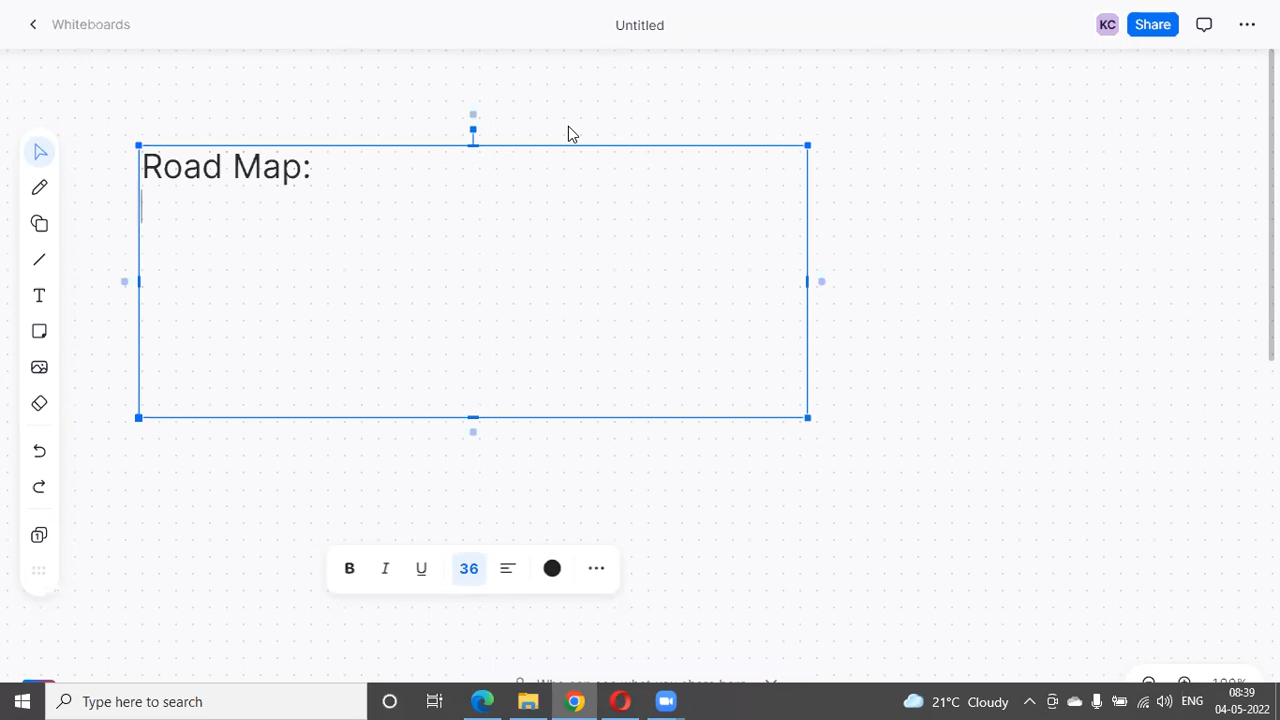 Whiteboards
Untitled
KC
Share
Road Map:
T
B I U 36
Type here to search
21°C Cloudy
ENG
08:39
04-05-2022